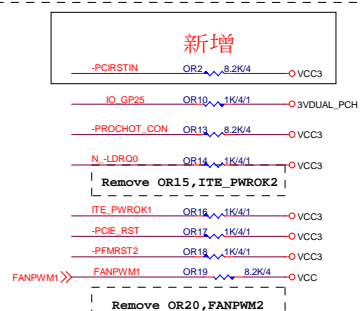 新增
-PCIRSTIN OR2 8.2K/4 VCC3
IO_GP25 OR10 1K/4/1 3VDUAL_PCH
-PROCHOT_CON OR13 8.2K/4 VCC3
N_-LDRQ0 OR14 1K/4/1 VCC3
Remove OR15,ITE_PWROK2
ITE_PWROK1 OR16 1K/4/1 VCC3
-PCIE_RST OR17 1K/4/1 VCC3
-PFMRST2 OR18 1K/4/1 VCC3
FANPWM1 FANPWM1 OR19 8.2K/4 VCC
Remove OR20,FANPWM2